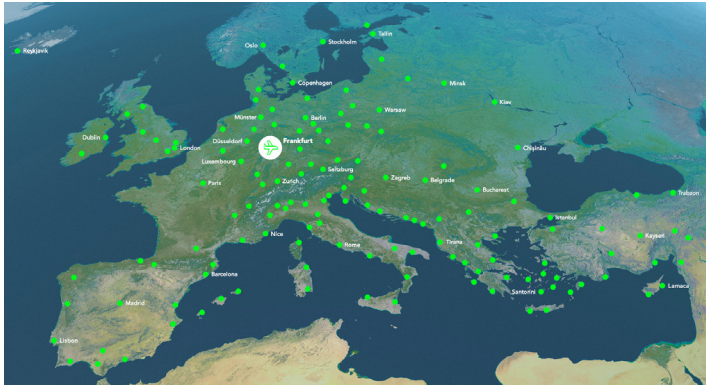 Reykjavik
Oslo
Stockholm
Tallin
Copenhagen
Minsk
Münster
Berlin
Warsaw
Kiev
Dublin
London
Düsseldorf
Frankfurt
Chișinău
Luxembourg
Salzburg
Paris
Zurich
Zagreb
Belgrade
Bucharest
Trabzon
Nice
Rome
Tirana
Istanbul
Kayseri
Barcelona
Madrid
Santorini
Larnaca
Lisbon